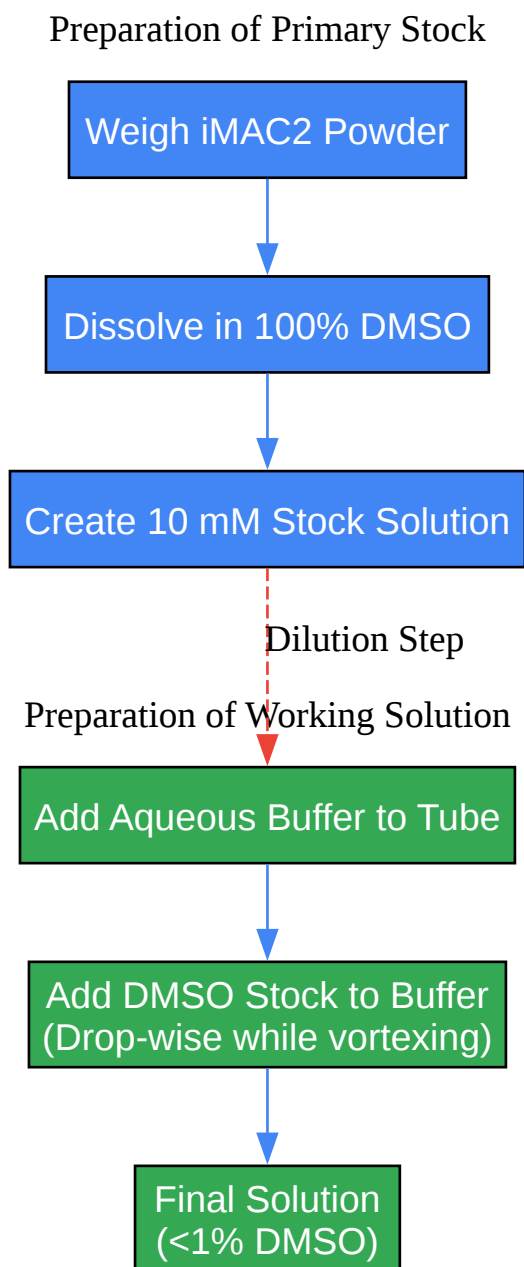 Preparation of Primary Stock
Weigh iMAC2 Powder
Dissolve in 100% DMSO
Create 10 mM Stock Solution
Dilution Step
Preparation of Working Solution
Add Aqueous Buffer to Tube
Add DMSO Stock to Buffer
(Drop-wise while vortexing)
Final Solution
(<1% DMSO)